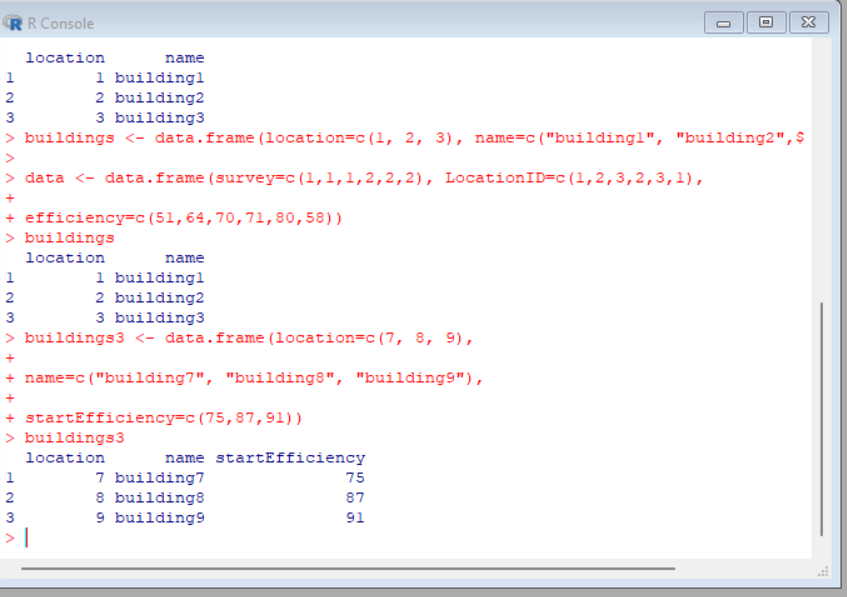 R Console
  location      name
1        1 building1
2        2 building2
3        3 building3
> buildings <- data.frame(location=c(1, 2, 3), name=c("building1", "building2",$
>
> data <- data.frame(survey=c(1,1,1,2,2,2), LocationID=c(1,2,3,2,3,1),
+
+ efficiency=c(51,64,70,71,80,58))
> buildings
  location      name
1        1 building1
2        2 building2
3        3 building3
> buildings3 <- data.frame(location=c(7, 8, 9),
+
+ name=c("building7", "building8", "building9"),
+
+ startEfficiency=c(75,87,91))
> buildings3
  location      name startEfficiency
1        7 building7              75
2        8 building8              87
3        9 building9              91
>